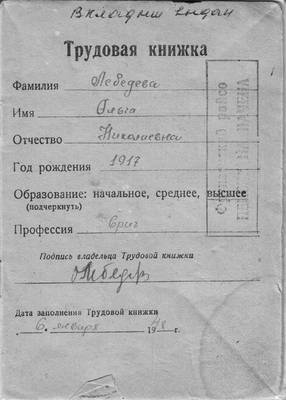 Вкладыш выдан
Трудовая книжка
Фамилия Лебедева
Имя Ольга
Отчество Николаевна
Год рождения 1917
Образование: начальное, среднее, высшее
(подчеркнуть)
Профессия
Подпись владельца Трудовой книжки
Дата заполнения Трудовой книжки
6 января 19 г.